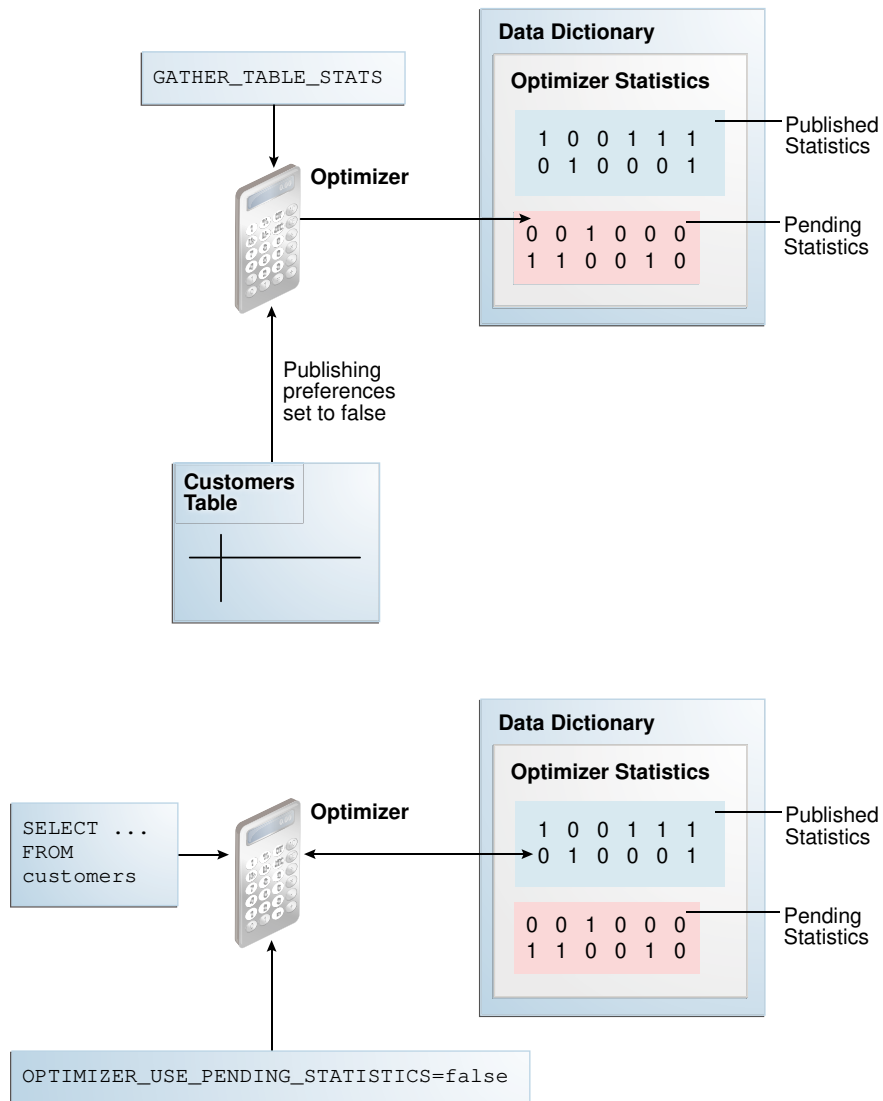 Data Dictionary
GATHER_TABLE_STATS
Optimizer Statistics
1 0 0 1 1 1
0 1 0 0 0 1
Published
Statistics
Optimizer
0 0 1 0 0 0
1 1 0 0 1 0
Pending
Statistics
Publishing
preferences
set to false
Customers
Table
Data Dictionary
Optimizer Statistics
Optimizer
1 0 0 1 1 1
0 1 0 0 0 1
Published
Statistics
SELECT ...
FROM
customers
0 0 1 0 0 0
1 1 0 0 1 0
Pending
Statistics
OPTIMIZER_USE_PENDING_STATISTICS=false